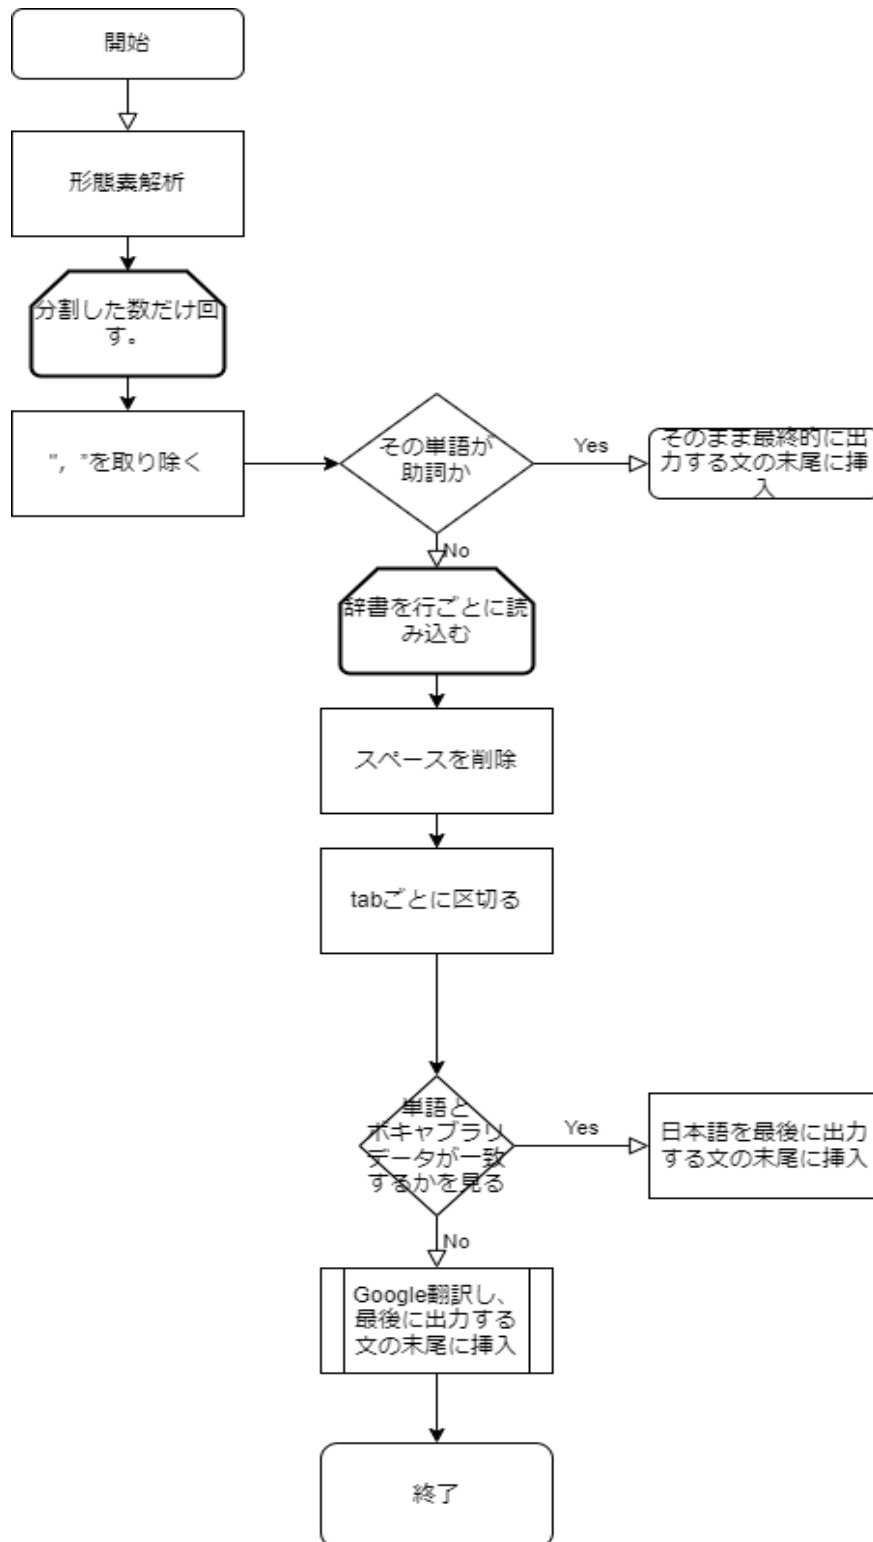 開始
形態素解析
分割した数だけ回
す。
"，"を取り除く
その単語が
助詞か
Yes
そのまま最終的に出
力する文の末尾に挿
入
No
辞書を行ごとに読
み込む
スペースを削除
tabごとに区切る
単語と
ボキャブラリ
データが一致
するかを見る
Yes
日本語を最後に出力
する文の末尾に挿入
No
Google翻訳し、
最後に出力する
文の末尾に挿入
終了